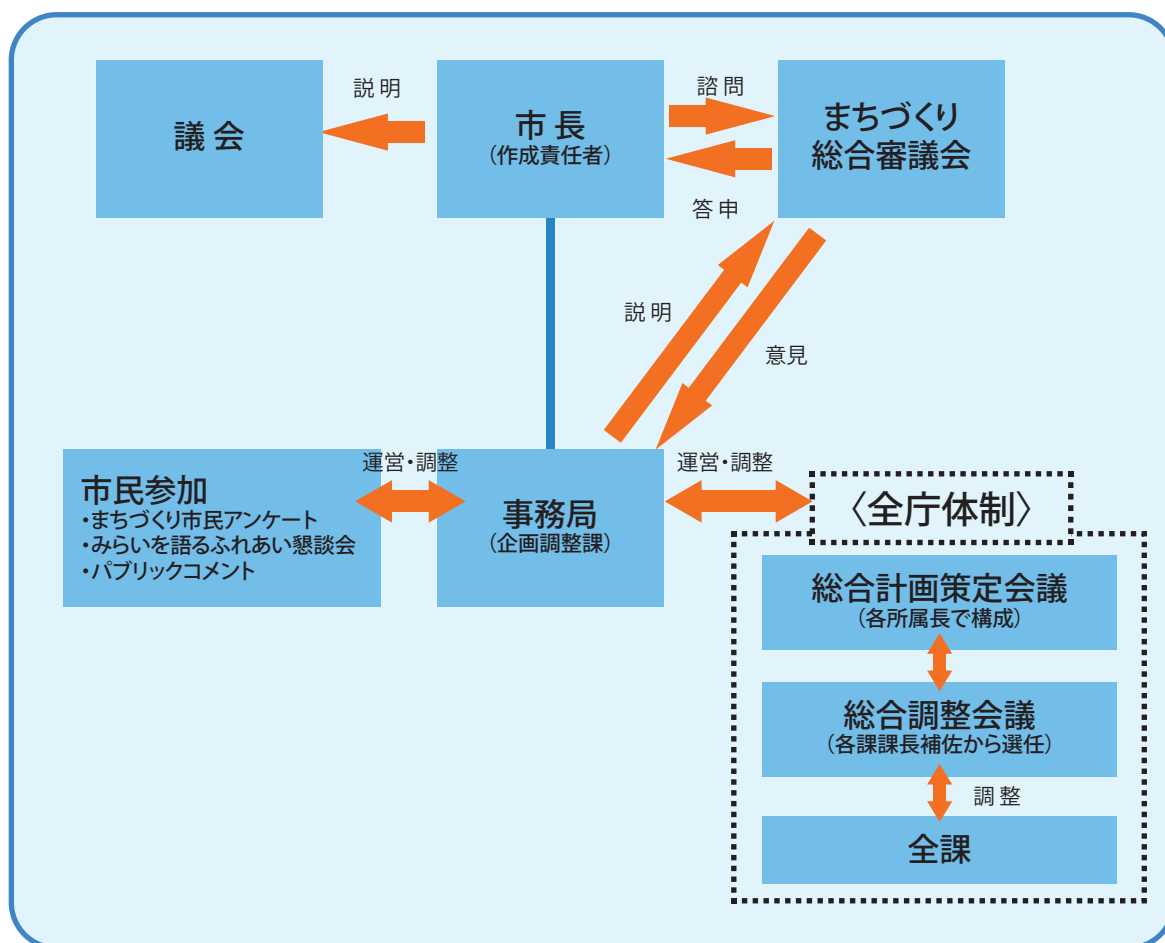 議会
説明
市長
（作成責任者）
諮問
答申
まちづくり
総合審議会
説明
意見
市民参加
・まちづくり市民アンケート
・みらいを語るふれあい懇談会
・パブリックコメント
運営・調整
事務局
（企画調整課）
運営・調整
〈全庁体制〉
総合計画策定会議
（各所属長で構成）
総合調整会議
（各課課長補佐から選任）
調整
全課